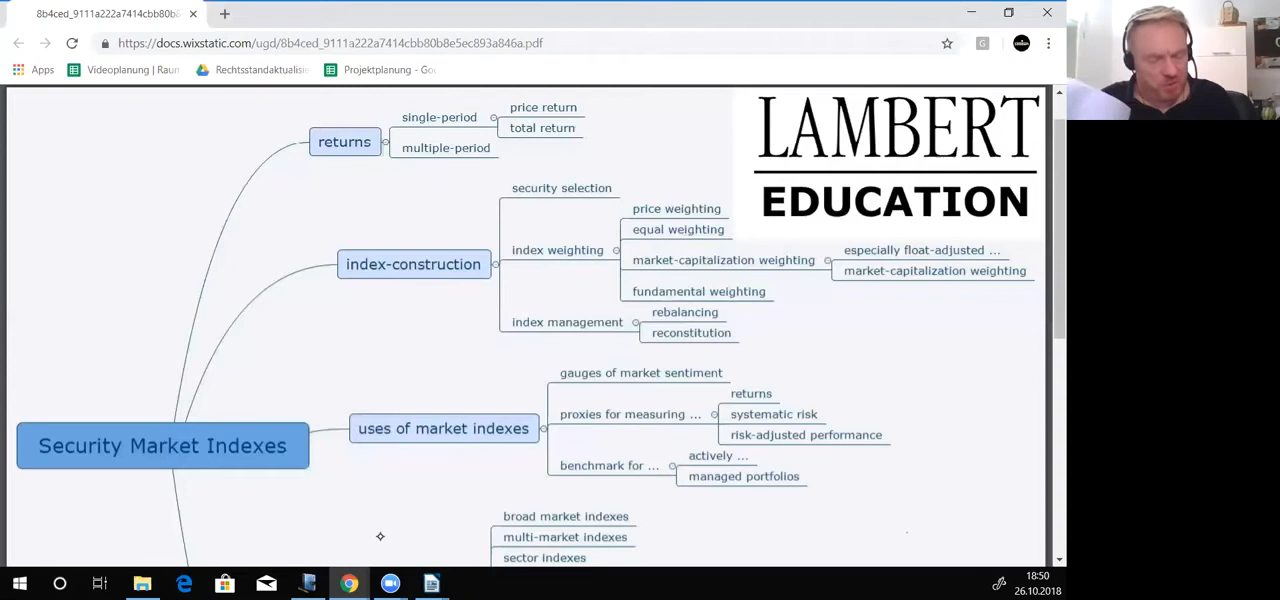 8b4ced_9111a222a7414cbb80b8
https://docs.wixstatic.com/ugd/8b4ced_9111a222a7414cbb80b8e5ec893a846a.pdf
G
Apps
Videoplanung | Raum
Rechtsstandaktualisie
Projektplanung - Goo
LAMBERT
EDUCATION
returns
single-period
price return
total return
multiple-period
index-construction
security selection
index weighting
price weighting
equal weighting
market-capitalization weighting
especially float-adjusted ...
market-capitalization weighting
fundamental weighting
index management
rebalancing
reconstitution
uses of market indexes
gauges of market sentiment
proxies for measuring ...
returns
systematic risk
risk-adjusted performance
benchmark for ...
actively ...
managed portfolios
Security Market Indexes
broad market indexes
multi-market indexes
sector indexes
18:50
26.10.2018